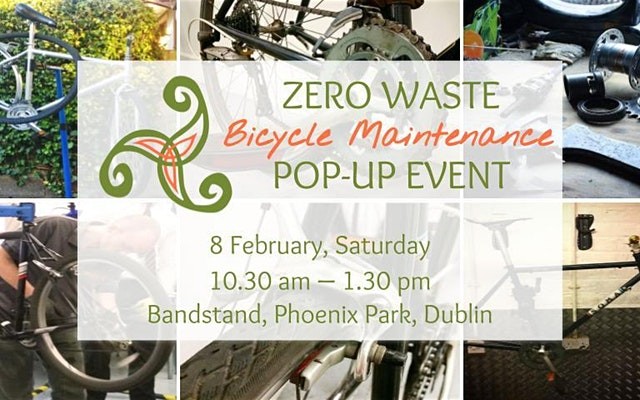 ZERO WASTE
Bicycle Maintenance
POP-UP EVENT
8 February, Saturday
10.30 am — 1.30 pm
Bandstand, Phoenix Park, Dublin